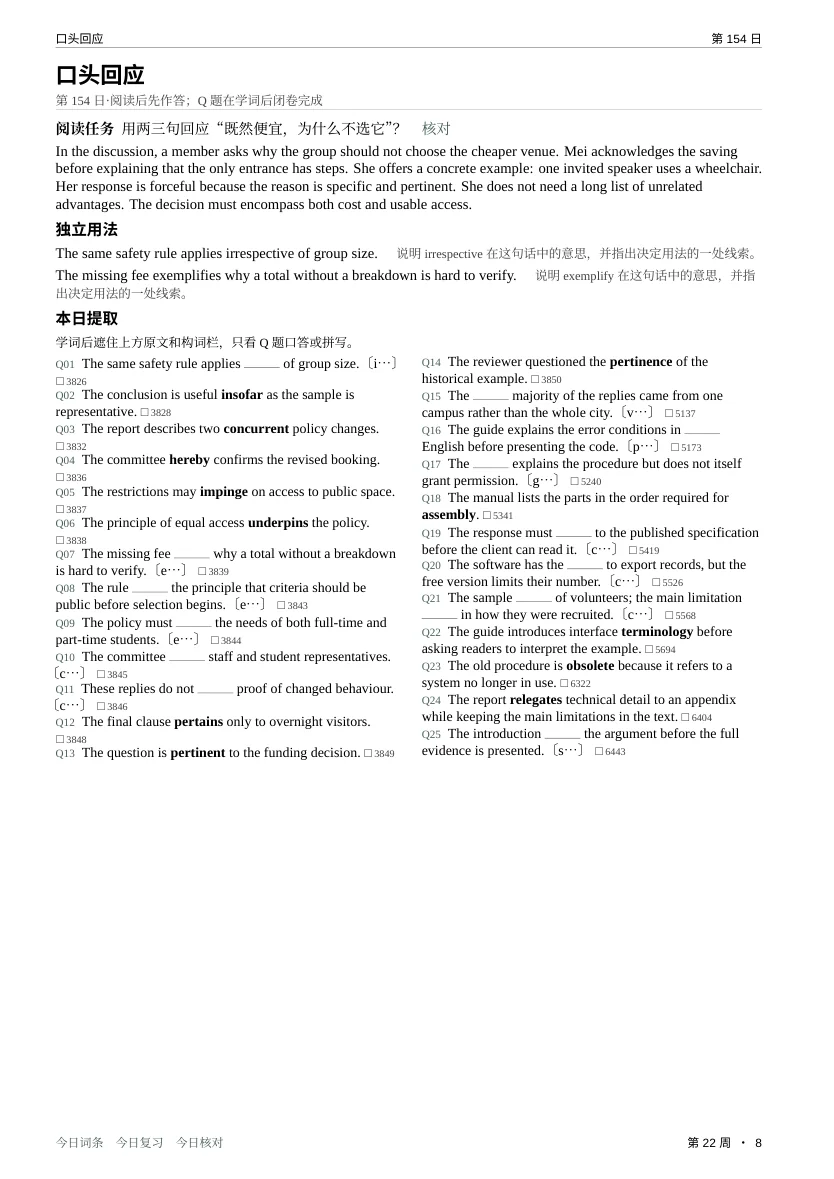 口头回应 第 154 日
口头回应
第 154 日·阅读后先作答；Q 题在学词后闭卷完成
阅读任务 用两三句回应“既然便宜，为什么不选它”？ 核对
In the discussion, a member asks why the group should not choose the cheaper venue. Mei acknowledges the saving
before explaining that the only entrance has steps. She offers a concrete example: one invited speaker uses a wheelchair.
Her response is forceful because the reason is specific and pertinent. She does not need a long list of unrelated
advantages. The decision must encompass both cost and usable access.
独立用法
The same safety rule applies irrespective of group size. 说明 irrespective 在这句话中的意思，并指出决定用法的一处线索。
The missing fee exemplifies why a total without a breakdown is hard to verify. 说明 exemplify 在这句话中的意思，并指
出决定用法的一处线索。
本日提取
学词后遮住上方原文和构词栏，只看 Q 题口答或拼写。
Q01 The same safety rule applies _____ of group size.〔i…〕
□ 3826
Q02 The conclusion is useful insofar as the sample is
representative. □ 3828
Q03 The report describes two concurrent policy changes.
□ 3832
Q04 The committee hereby confirms the revised booking.
□ 3836
Q05 The restrictions may impinge on access to public space.
□ 3837
Q06 The principle of equal access underpins the policy.
□ 3838
Q07 The missing fee _____ why a total without a breakdown
is hard to verify.〔e…〕 □ 3839
Q08 The rule _____ the principle that criteria should be
public before selection begins.〔e…〕 □ 3843
Q09 The policy must _____ the needs of both full-time and
part-time students.〔e…〕 □ 3844
Q10 The committee _____ staff and student representatives.
〔c…〕 □ 3845
Q11 These replies do not _____ proof of changed behaviour.
〔c…〕 □ 3846
Q12 The final clause pertains only to overnight visitors.
□ 3848
Q13 The question is pertinent to the funding decision. □ 3849
Q14 The reviewer questioned the pertinence of the
historical example. □ 3850
Q15 The _____ majority of the replies came from one
campus rather than the whole city.〔v…〕 □ 5137
Q16 The guide explains the error conditions in _____
English before presenting the code.〔p…〕 □ 5173
Q17 The _____ explains the procedure but does not itself
grant permission.〔g…〕 □ 5240
Q18 The manual lists the parts in the order required for
assembly. □ 5341
Q19 The response must _____ to the published specification
before the client can read it.〔c…〕 □ 5419
Q20 The software has the _____ to export records, but the
free version limits their number.〔c…〕 □ 5526
Q21 The sample _____ of volunteers; the main limitation
_____ in how they were recruited.〔c…〕 □ 5568
Q22 The guide introduces interface terminology before
asking readers to interpret the example. □ 5694
Q23 The old procedure is obsolete because it refers to a
system no longer in use. □ 6322
Q24 The report relegates technical detail to an appendix
while keeping the main limitations in the text. □ 6404
Q25 The introduction _____ the argument before the full
evidence is presented.〔s…〕 □ 6443
今日词条 今日复习 今日核对 第 22 周 · 8